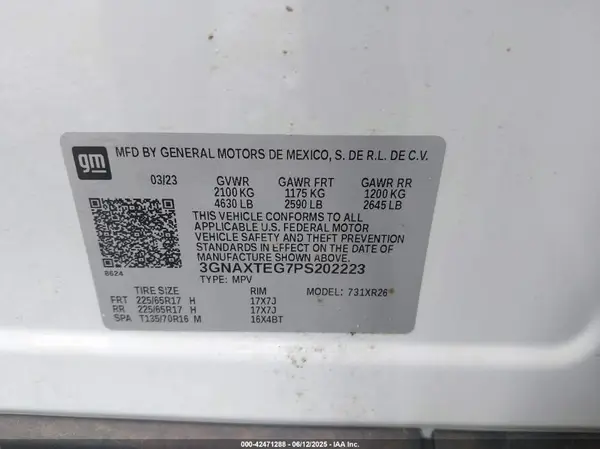 gm
MFD BY GENERAL MOTORS DE MEXICO, S. DE R.L. DE C.V.
03/23 GVWR GAWR FRT GAWR RR
2100 KG 1175 KG 1200 KG
4630 LB 2590 LB 2645 LB
THIS VEHICLE CONFORMS TO ALL
APPLICABLE U.S. FEDERAL MOTOR
VEHICLE SAFETY AND THEFT PREVENTION
STANDARDS IN EFFECT ON THE DATE
OF MANUFACTURE SHOWN ABOVE.
8624 3GNAXTEG7PS202223
TYPE: MPV
TIRE SIZE RIM MODEL: 731XR26
FRT 225/65R17 H 17X7J
RR 225/65R17 H 17X7J
SPA T135/70R16 M 16X4BT
000-42471288 - 06/12/2025 - IAA Inc.